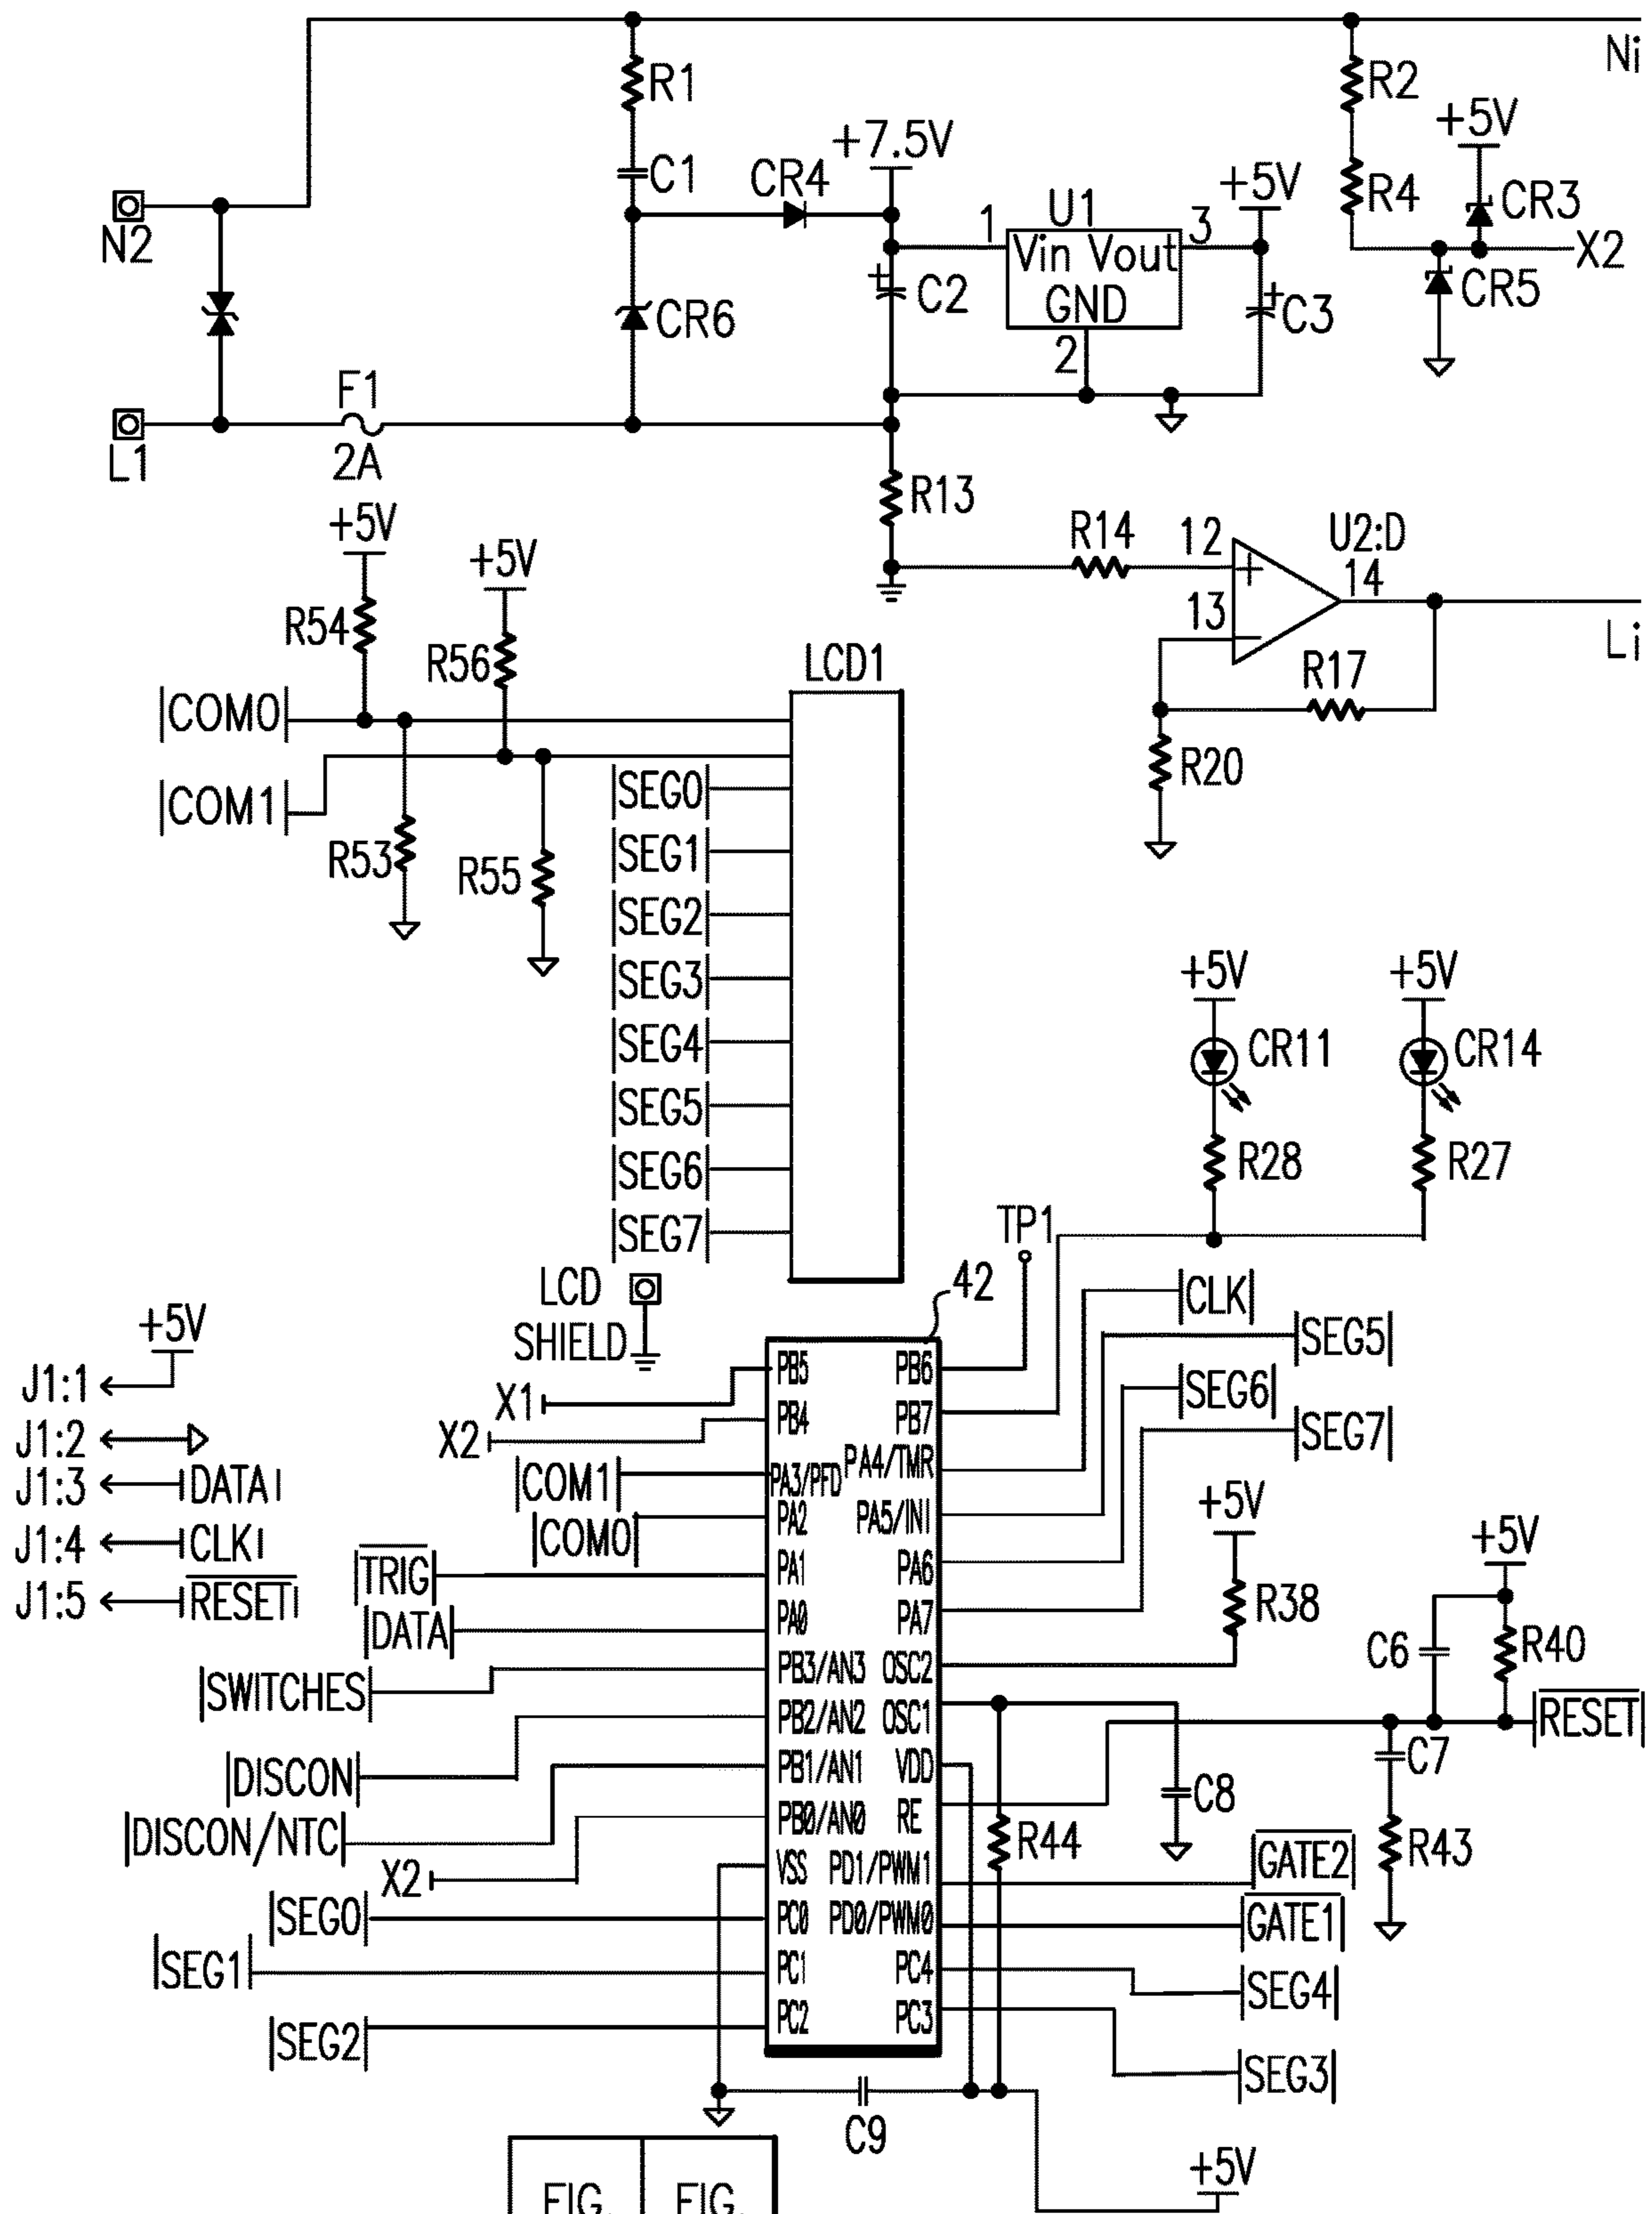 Ni
R1
R2
+5V
+7.5V
C1
CR4
R4
CR3
+5V
N2
U1
1
Vin Vout
3
GND
2
X2
CR5
CR6
C2
C3
F1
2A
L1
R13
+5V
+5V
R14
12
U2:D
14
13
R54
R56
LCD1
Li
R17
COM0
R20
COM1
SEG0
R53
R55
SEG1
SEG2
SEG3
+5V
+5V
SEG4
CR11
CR14
SEG5
SEG6
R28
R27
SEG7
TP1
LCD
SHIELD
42
CLK
+5V
SEG5
J1:1
X1
PB5
PB6
SEG6
J1:2
X2
PB4
PB7
SEG7
J1:3
DATA
COM1
PA3/PFD
PA4/TMR
+5V
J1:4
CLK
COM0
PA2
PA5/INI
+5V
J1:5
RESET
TRIG
PA1
PA6
R38
DATA
PA0
PA7
C6
R40
SWITCHES
PB3/AN3
OSC2
PB2/AN2
OSC1
RESET
DISCON
PB1/AN1
VDD
C7
C8
DISCON/NTC
PB0/AN0
RE
R44
R43
X2
VSS
PD1/PWM1
GATE2
SEG0
PC0
PD0/PWM0
GATE1
SEG1
PC1
PC4
SEG4
SEG2
PC2
PC3
SEG3
C9
+5V
FIG.
FIG.